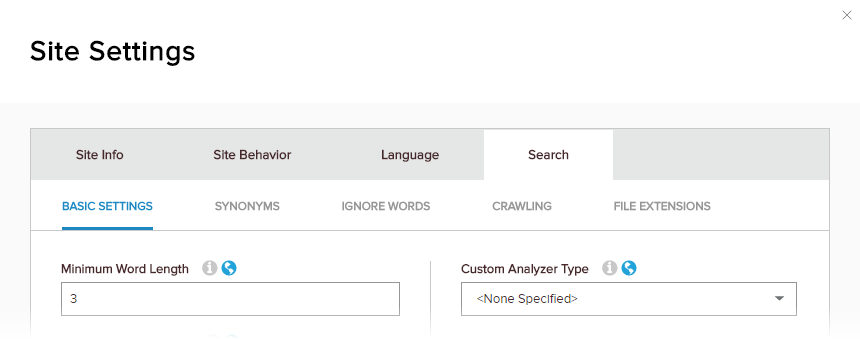 Site Settings
Site Info Site Behavior Language Search
BASIC SETTINGS SYNONYMS IGNORE WORDS CRAWLING FILE EXTENSIONS
Minimum Word Length Custom Analyzer Type
3 <None Specified>